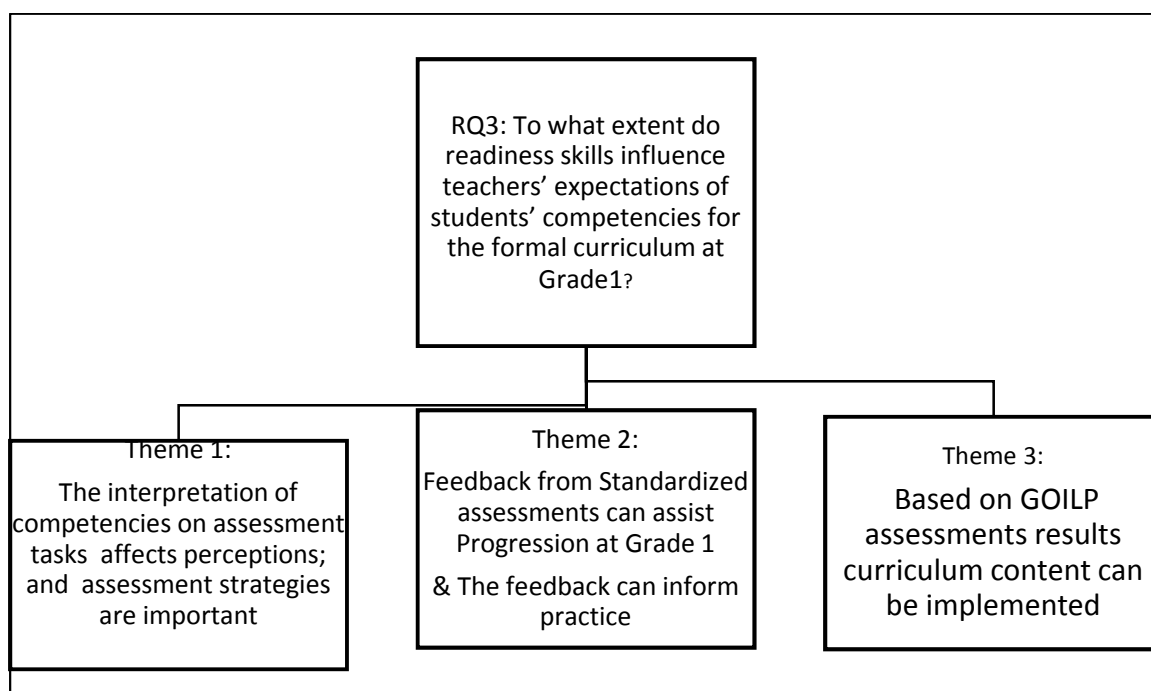 RQ3: To what extent do
readiness skills influence
teachers’ expectations of
students’ competencies for
the formal curriculum at
Grade1?
Theme 1:
The interpretation of
competencies on assessment
tasks affects perceptions;
and assessment strategies
are important
Theme 2:
Feedback from Standardized
assessments can assist
Progression at Grade 1
& The feedback can inform
practice
Theme 3:
Based on GOILP
assessments results
curriculum content can
be implemented